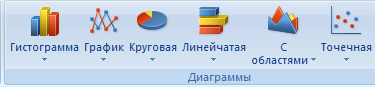 Гистограмма График Круговая Линейчатая С Точечная
областями
Диаграммы